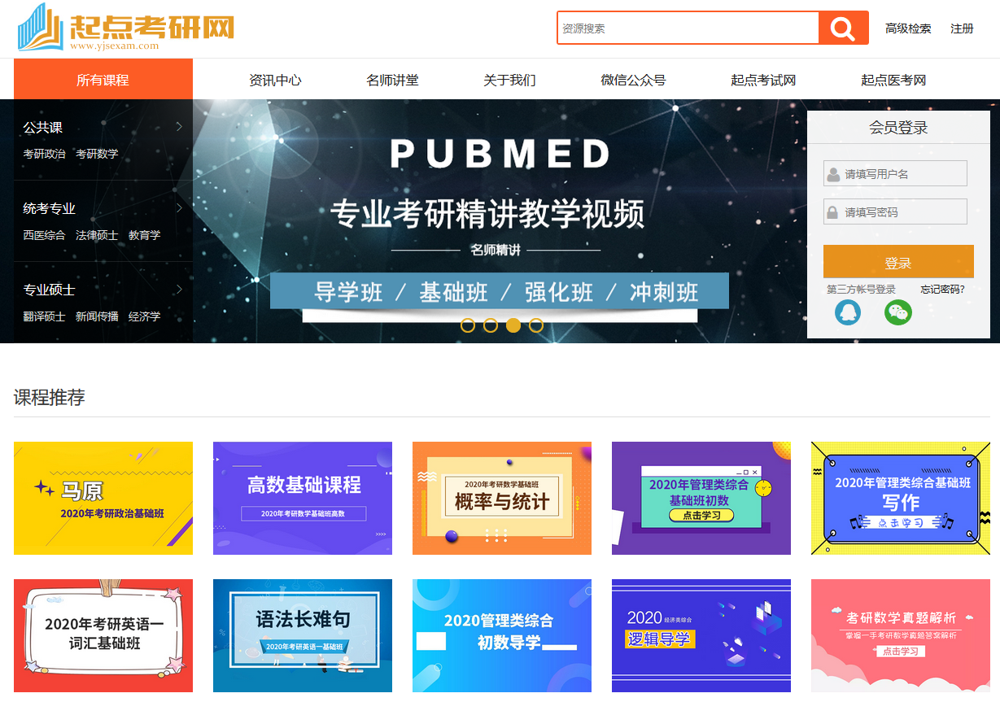 起点考研网
www.yjsexam.com
资源搜索
高级检索 注册
所有课程 资讯中心 名师讲堂 关于我们 微信公众号 起点考试网 起点医考网
公共课
考研政治 考研数学
统考专业
西医综合 法律硕士 教育学
专业硕士
翻译硕士 新闻传播 经济学
PUBMED
专业考研精讲教学视频
名师精讲
导学班 / 基础班 / 强化班 / 冲刺班
会员登录
请填写用户名
请填写密码
登录
第三方帐号登录 忘记密码?
课程推荐
马原
2020年考研政治基础班
高数基础课程
2020年考研数学基础班高数
2020年考研数学基础班
概率与统计
2020年管理类综合
基础班初数
点击学习
2020年管理类综合基础班
写作
点击学习
2020年考研英语一
词汇基础班
语法长难句
2020年考研英语一基础班
2020管理类综合
初数导学
2020 经济类综合
逻辑导学
考研数学真题解析
掌握一手考研数学真题答案解析
点击学习